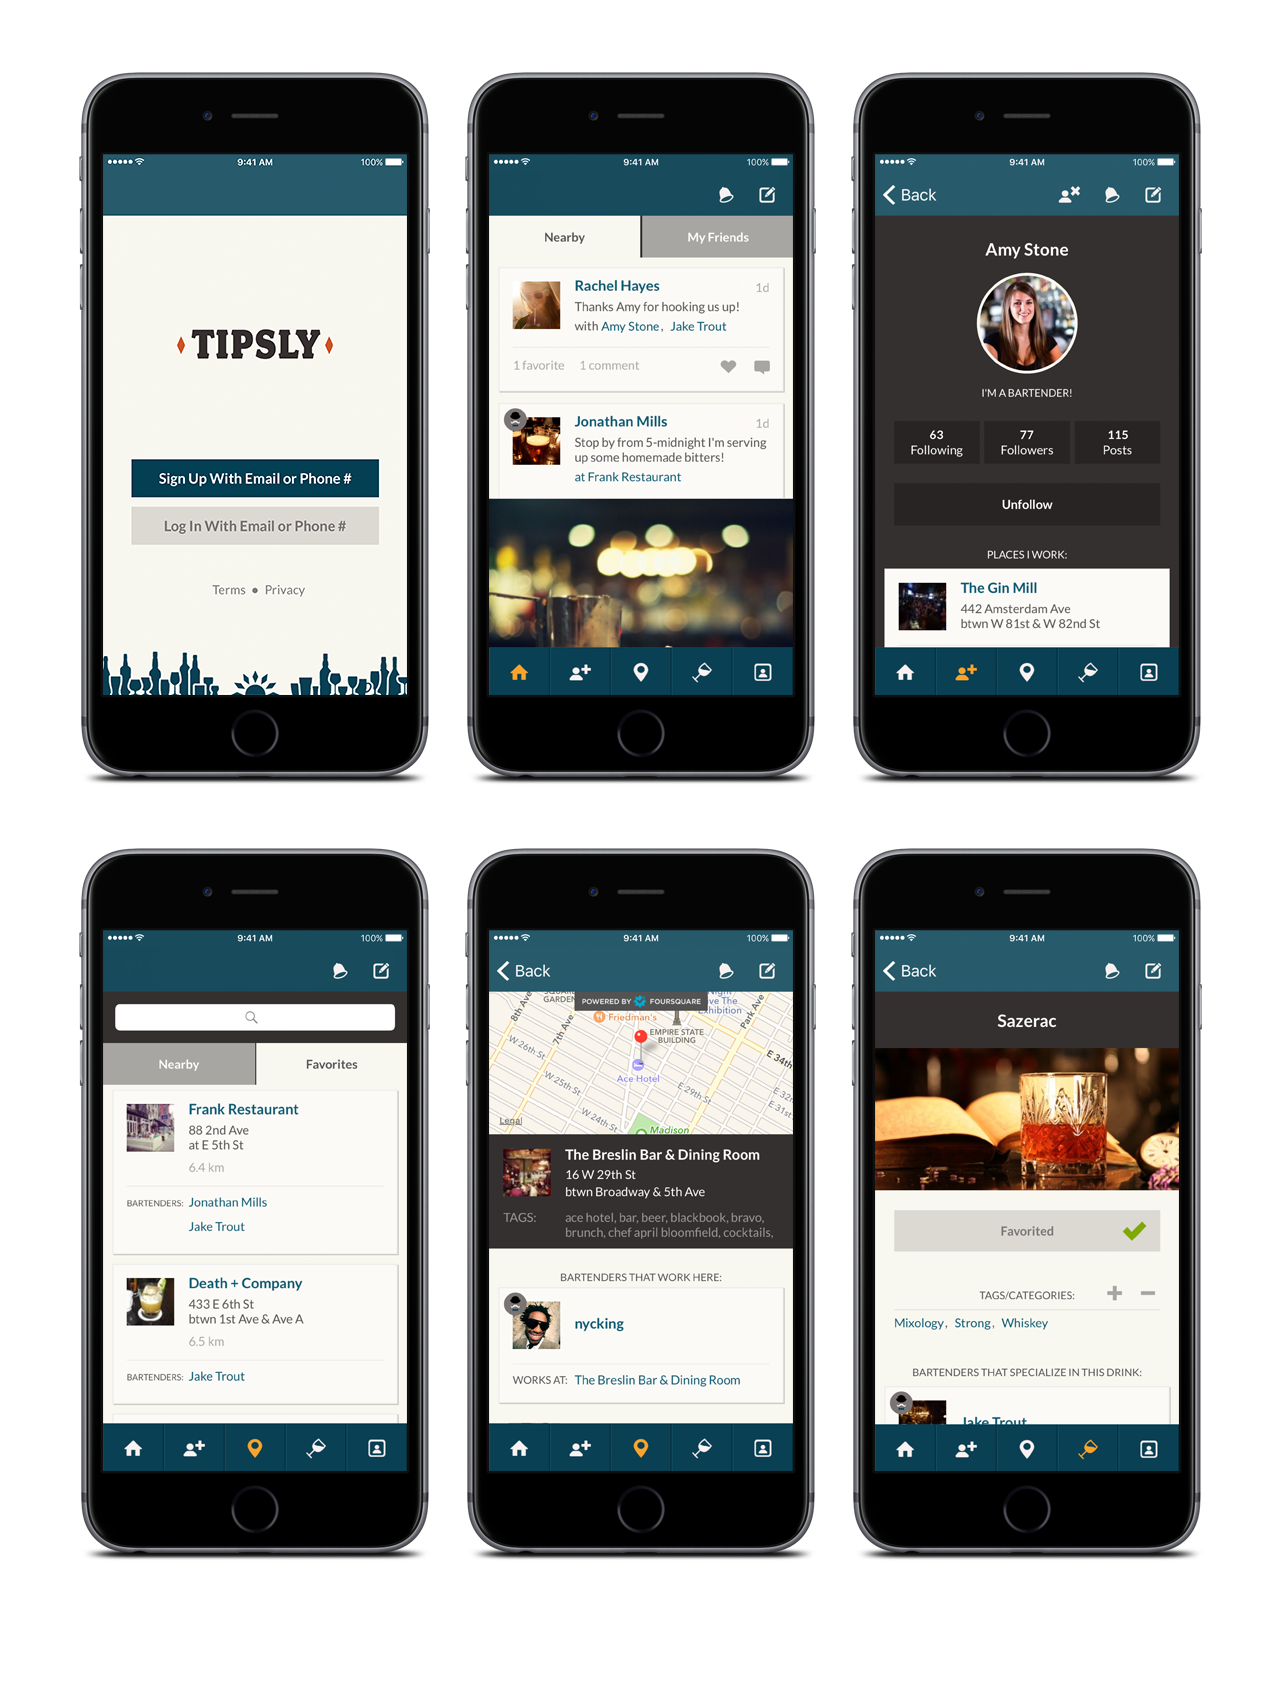 9:41 AM 100%
TIPSLY
Sign Up With Email or Phone #
Log In With Email or Phone #
Terms ● Privacy
9:41 AM 100%
Nearby My Friends
Rachel Hayes 1d
Thanks Amy for hooking us up!
with Amy Stone, Jake Trout
1 favorite 1 comment
Jonathan Mills 1d
Stop by from 5-midnight I'm serving
up some homemade bitters!
at Frank Restaurant
9:41 AM 100%
Back
Amy Stone
I'M A BARTENDER!
63 77 115
Following Followers Posts
Unfollow
PLACES I WORK:
The Gin Mill
442 Amsterdam Ave
btwn W 81st & W 82nd St
9:41 AM 100%
Nearby Favorites
Frank Restaurant
88 2nd Ave
at E 5th St
6.4 km
BARTENDERS: Jonathan Mills
Jake Trout
Death + Company
433 E 6th St
btwn 1st Ave & Ave A
6.5 km
BARTENDERS: Jake Trout
9:41 AM 100%
Back
POWERED BY FOURSQUARE
GARDEN
8th Ave
7th Ave
Friedman's
Exhibition
Park Ave
EMPIRE STATE
BUILDING
W 26th St
W 25th St
Ace Hotel
E 34th
E 29th St
E 31st
W 24th St
Legal
Madison
The Breslin Bar & Dining Room
16 W 29th St
btwn Broadway & 5th Ave
TAGS: ace hotel, bar, beer, blackbook, bravo,
brunch, chef april bloomfield, cocktails,
BARTENDERS THAT WORK HERE:
nycking
WORKS AT: The Breslin Bar & Dining Room
9:41 AM 100%
Back
Sazerac
Favorited
TAGS/CATEGORIES:
Mixology, Strong, Whiskey
BARTENDERS THAT SPECIALIZE IN THIS DRINK:
Jake Trout